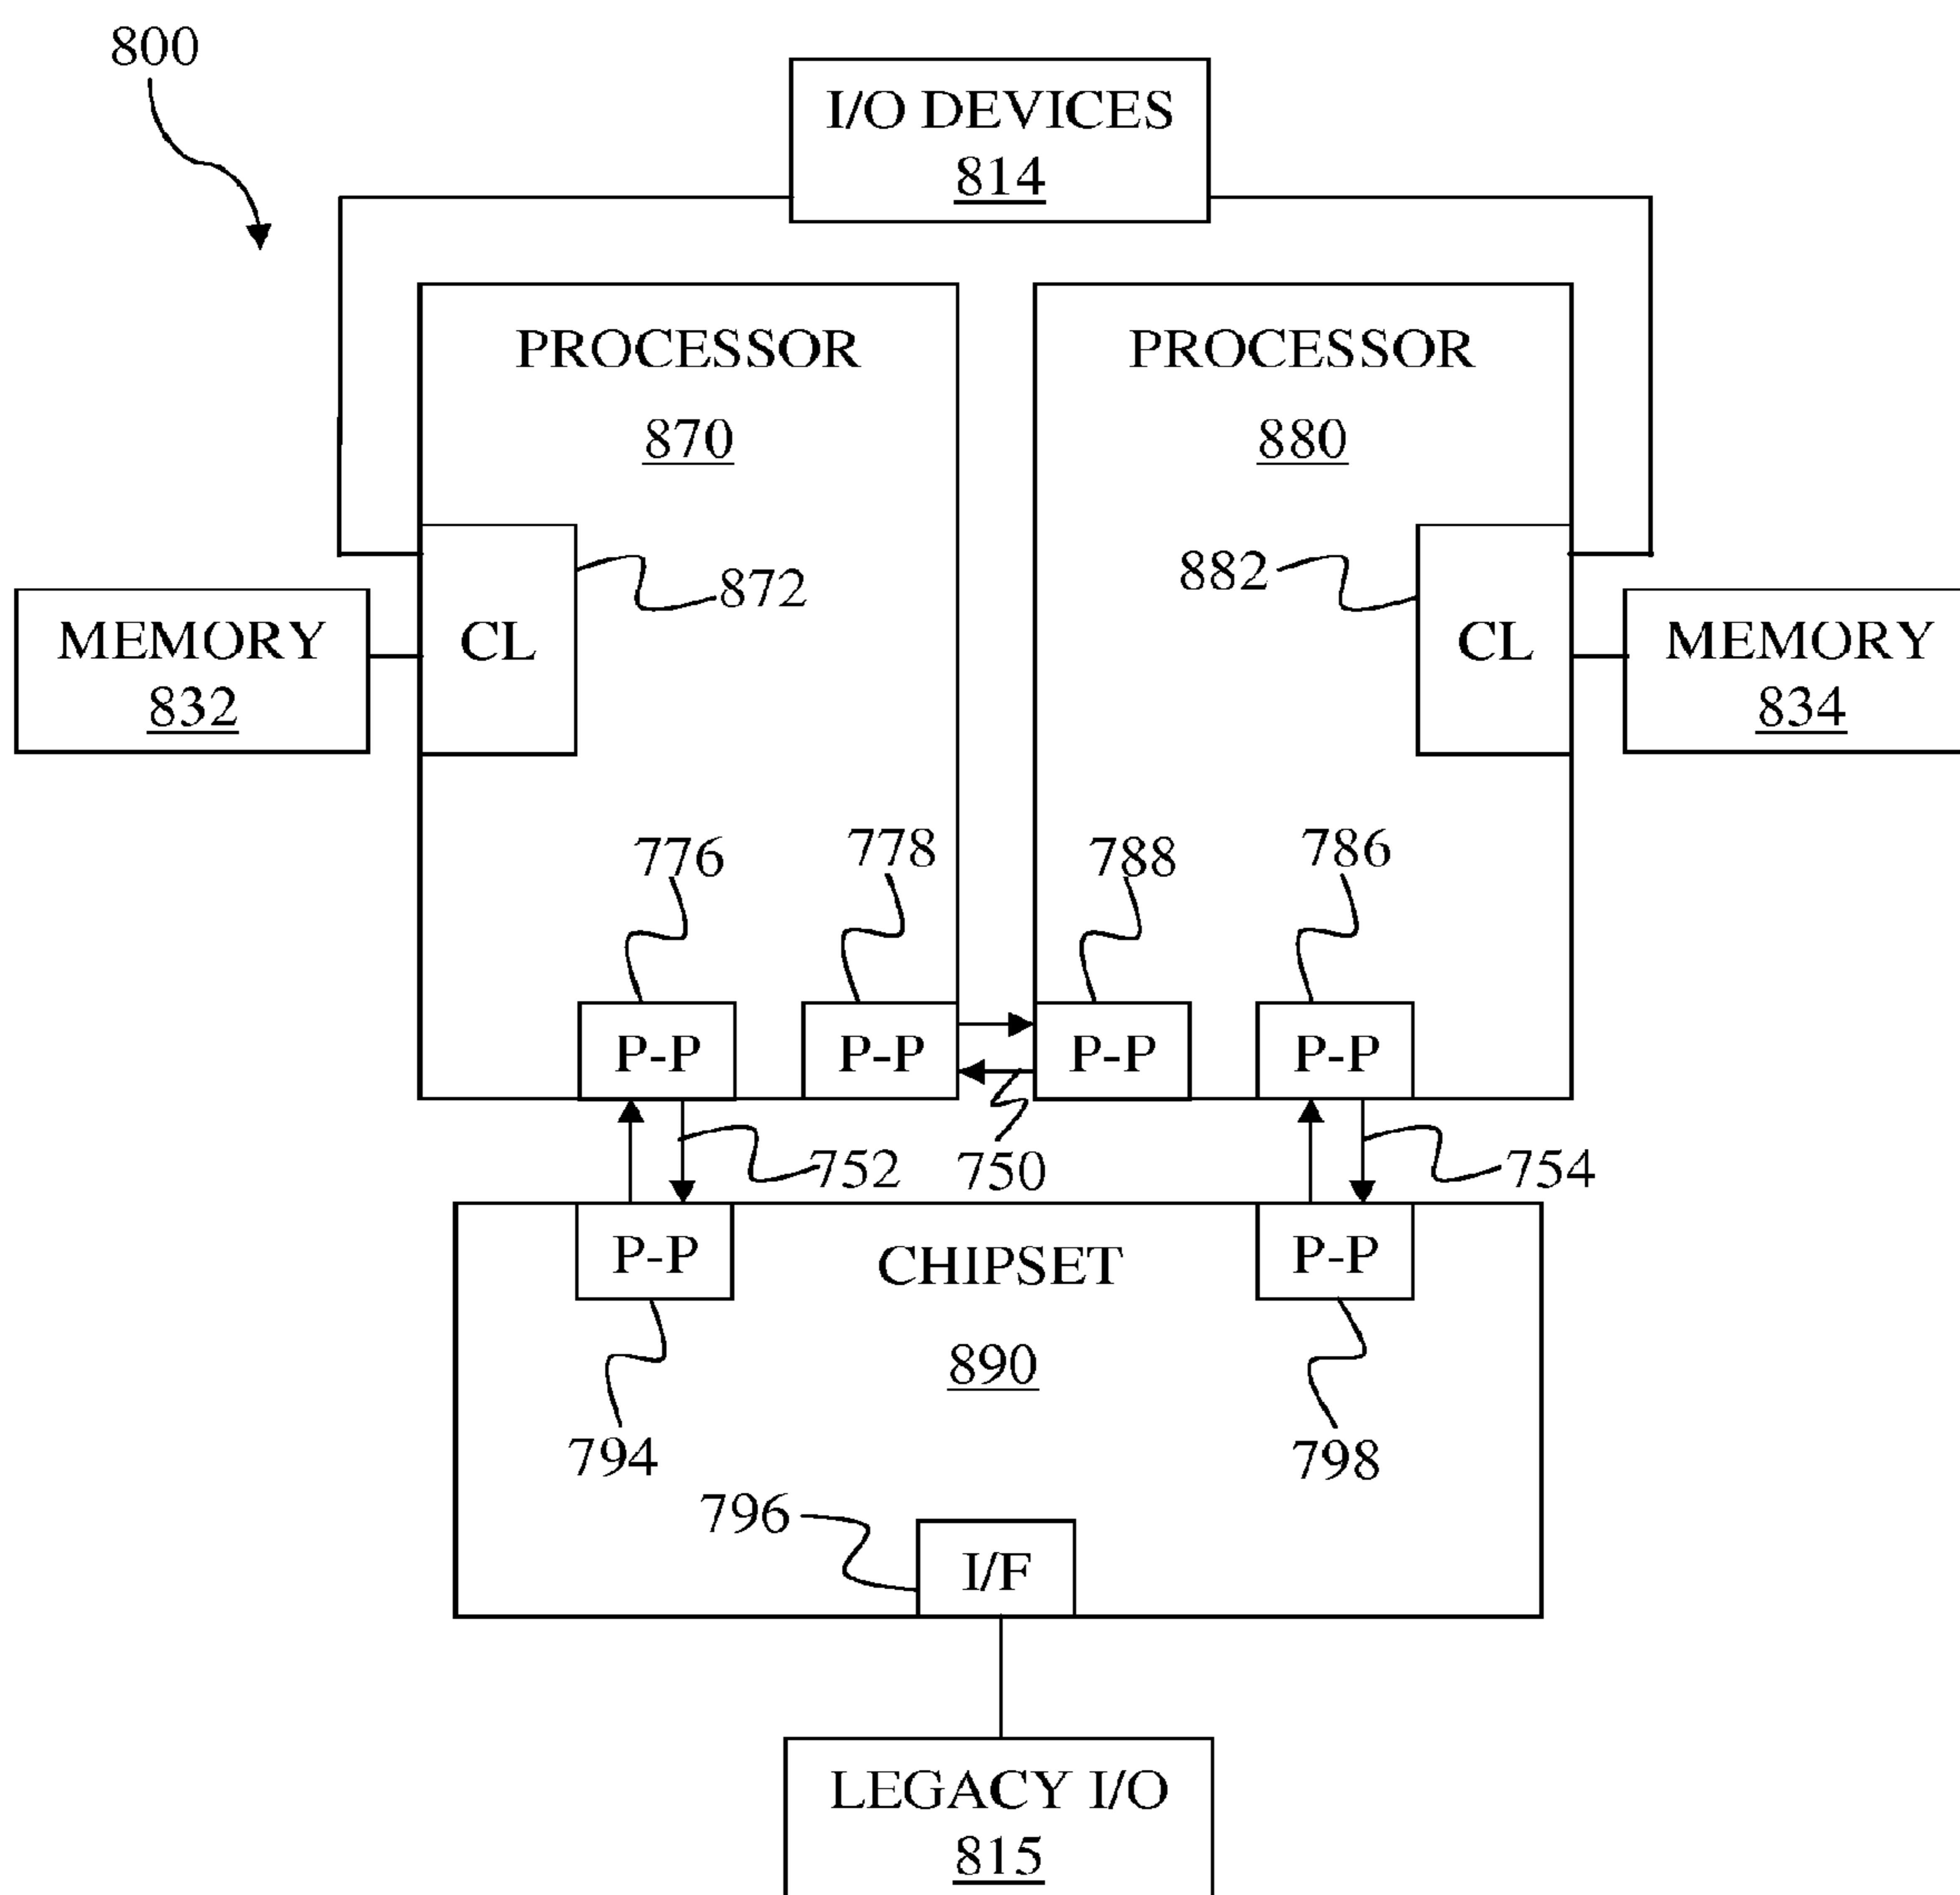 800
I/O DEVICES
814
PROCESSOR
870
PROCESSOR
880
872
882
MEMORY
832
CL
CL
MEMORY
834
776
778
788
786
P-P
P-P
P-P
P-P
752
750
754
P-P
CHIPSET
P-P
890
794
798
796
I/F
LEGACY I/O
815